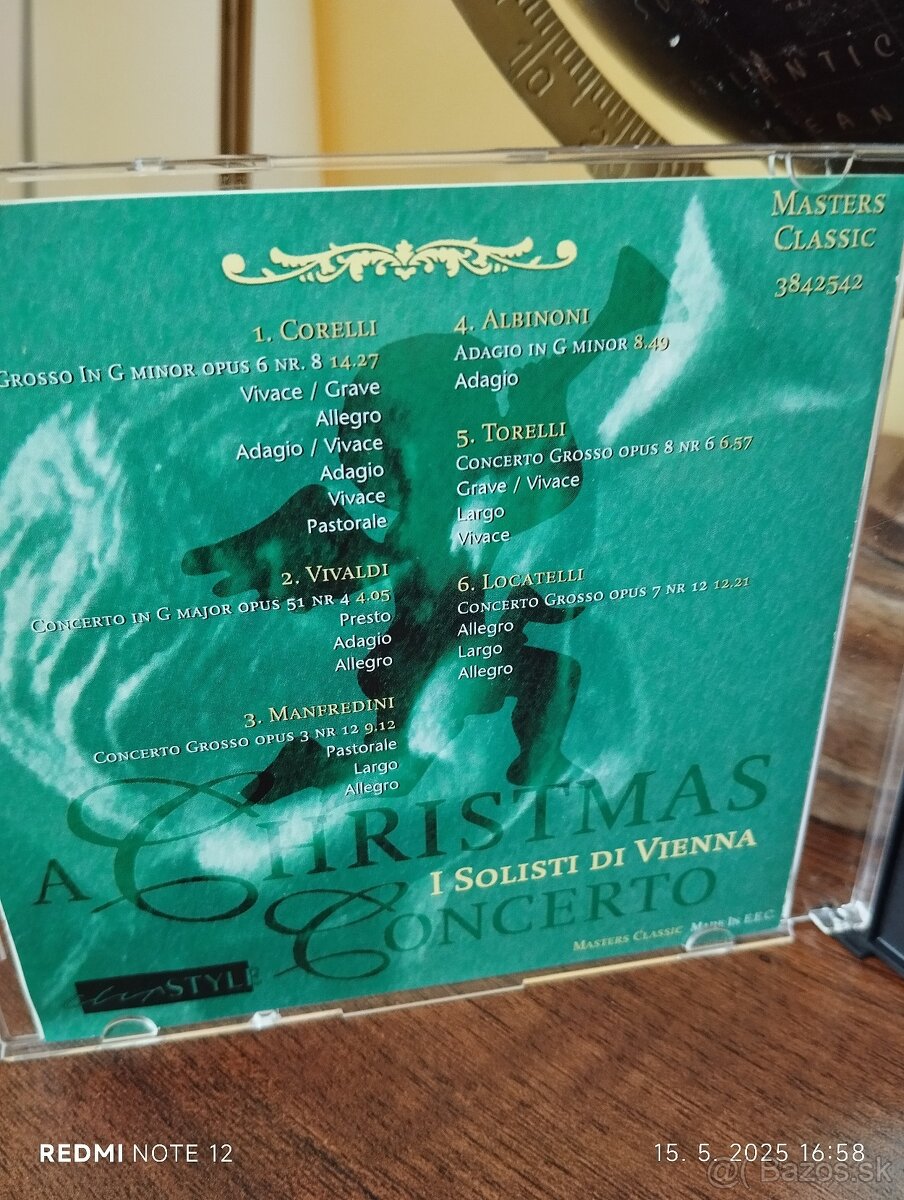 MASTERS
CLASSIC
3842542
1. CORELLI
GROSSO IN G MINOR OPUS 6 NR. 8 14.27
Vivace / Grave
Allegro
Adagio / Vivace
Adagio
Vivace
Pastorale
2. VIVALDI
CONCERTO IN G MAJOR OPUS 51 NR 4 4.05
Presto
Adagio
Allegro
3. MANFREDINI
CONCERTO GROSSO OPUS 3 NR 12 9.12
Pastorale
Largo
Allegro
4. ALBINONI
ADAGIO IN G MINOR 8.49
Adagio
5. TORELLI
CONCERTO GROSSO OPUS 8 NR 6 6.57
Grave / Vivace
Largo
Vivace
6. LOCATELLI
CONCERTO GROSSO OPUS 7 NR 12 12.21
Allegro
Largo
Allegro
A CHRISTMAS
I SOLISTI DI VIENNA
CONCERTO
MASTERS CLASSIC MADE IN E.E.C
STYLE
REDMI NOTE 12
15. 5. 2025 16:58
Bazos.sk